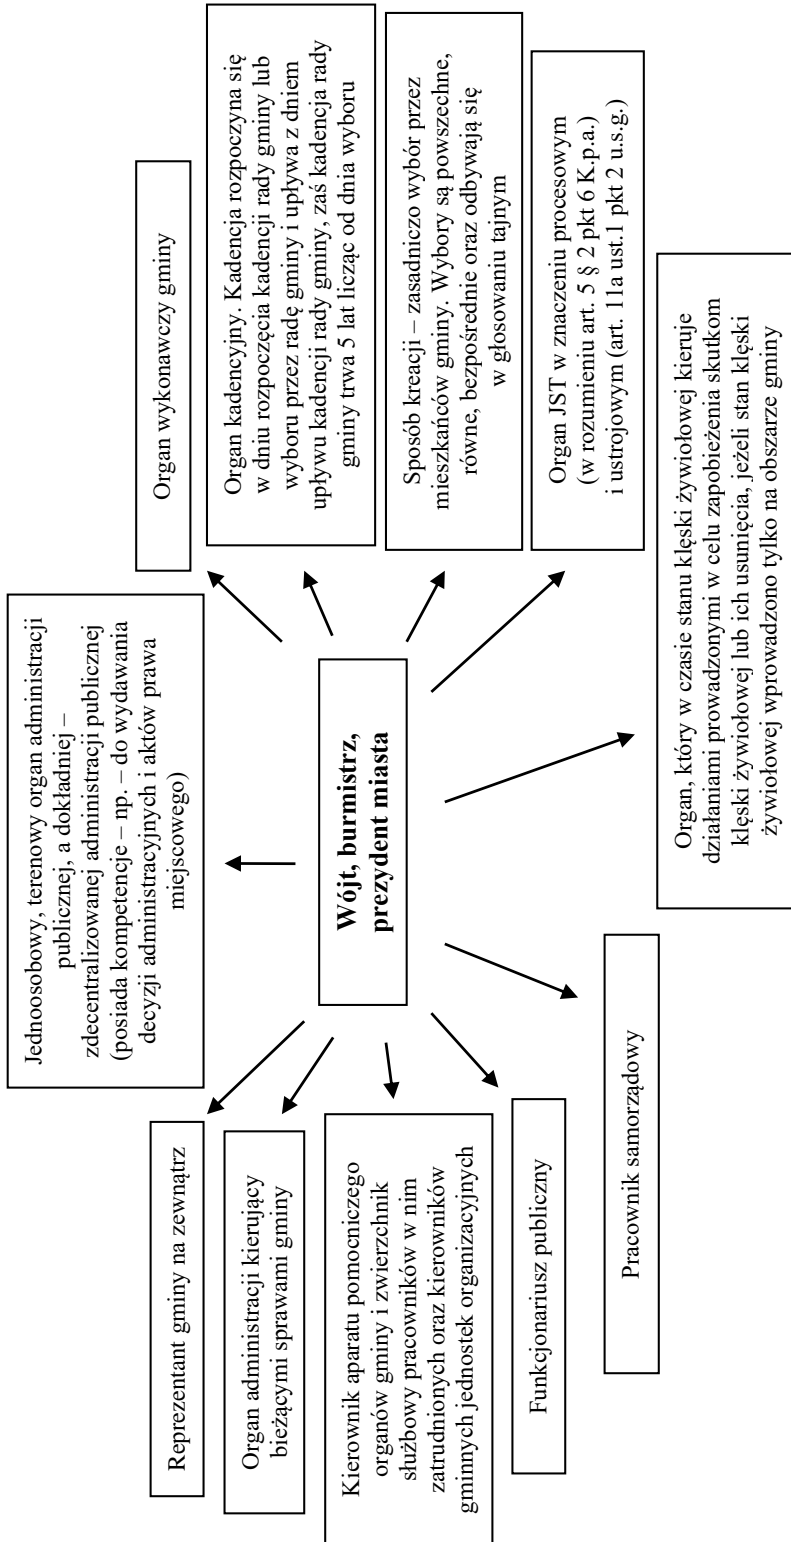 Jednoosobowy, terenowy organ administracji
publicznej, a dokładniej –
zdecentralizowanej administracji publicznej
(posiada kompetencje – np. – do wydawania
decyzji administracyjnych i aktów prawa
miejscowego)
Reprezentant gminy na zewnątrz
Organ administracji kierujący
bieżącymi sprawami gminy
Kierownik aparatu pomocniczego
organów gminy i zwierzchnik
służbowy pracowników w nim
zatrudnionych oraz kierowników
gminnych jednostek organizacyjnych
Funkcjonariusz publiczny
Pracownik samorządowy
Wójt, burmistrz,
prezydent miasta
Organ wykonawczy gminy
Organ kadencyjny. Kadencja rozpoczyna się
w dniu rozpoczęcia kadencji rady gminy lub
wyboru przez radę gminy i upływa z dniem
upływu kadencji rady gminy, zaś kadencja rady
gminy trwa 5 lat licząc od dnia wyboru
Sposób kreacji – zasadniczo wybór przez
mieszkańców gminy. Wybory są powszechne,
równe, bezpośrednie oraz odbywają się
w głosowaniu tajnym
Organ JST w znaczeniu procesowym
(w rozumieniu art. 5 § 2 pkt 6 K.p.a.)
i ustrojowym (art. 11a ust.1 pkt 2 u.s.g.)
Organ, który w czasie stanu klęski żywiołowej kieruje
działaniami prowadzonymi w celu zapobieżenia skutkom
klęski żywiołowej lub ich usunięcia, jeżeli stan klęski
żywiołowej wprowadzono tylko na obszarze gminy